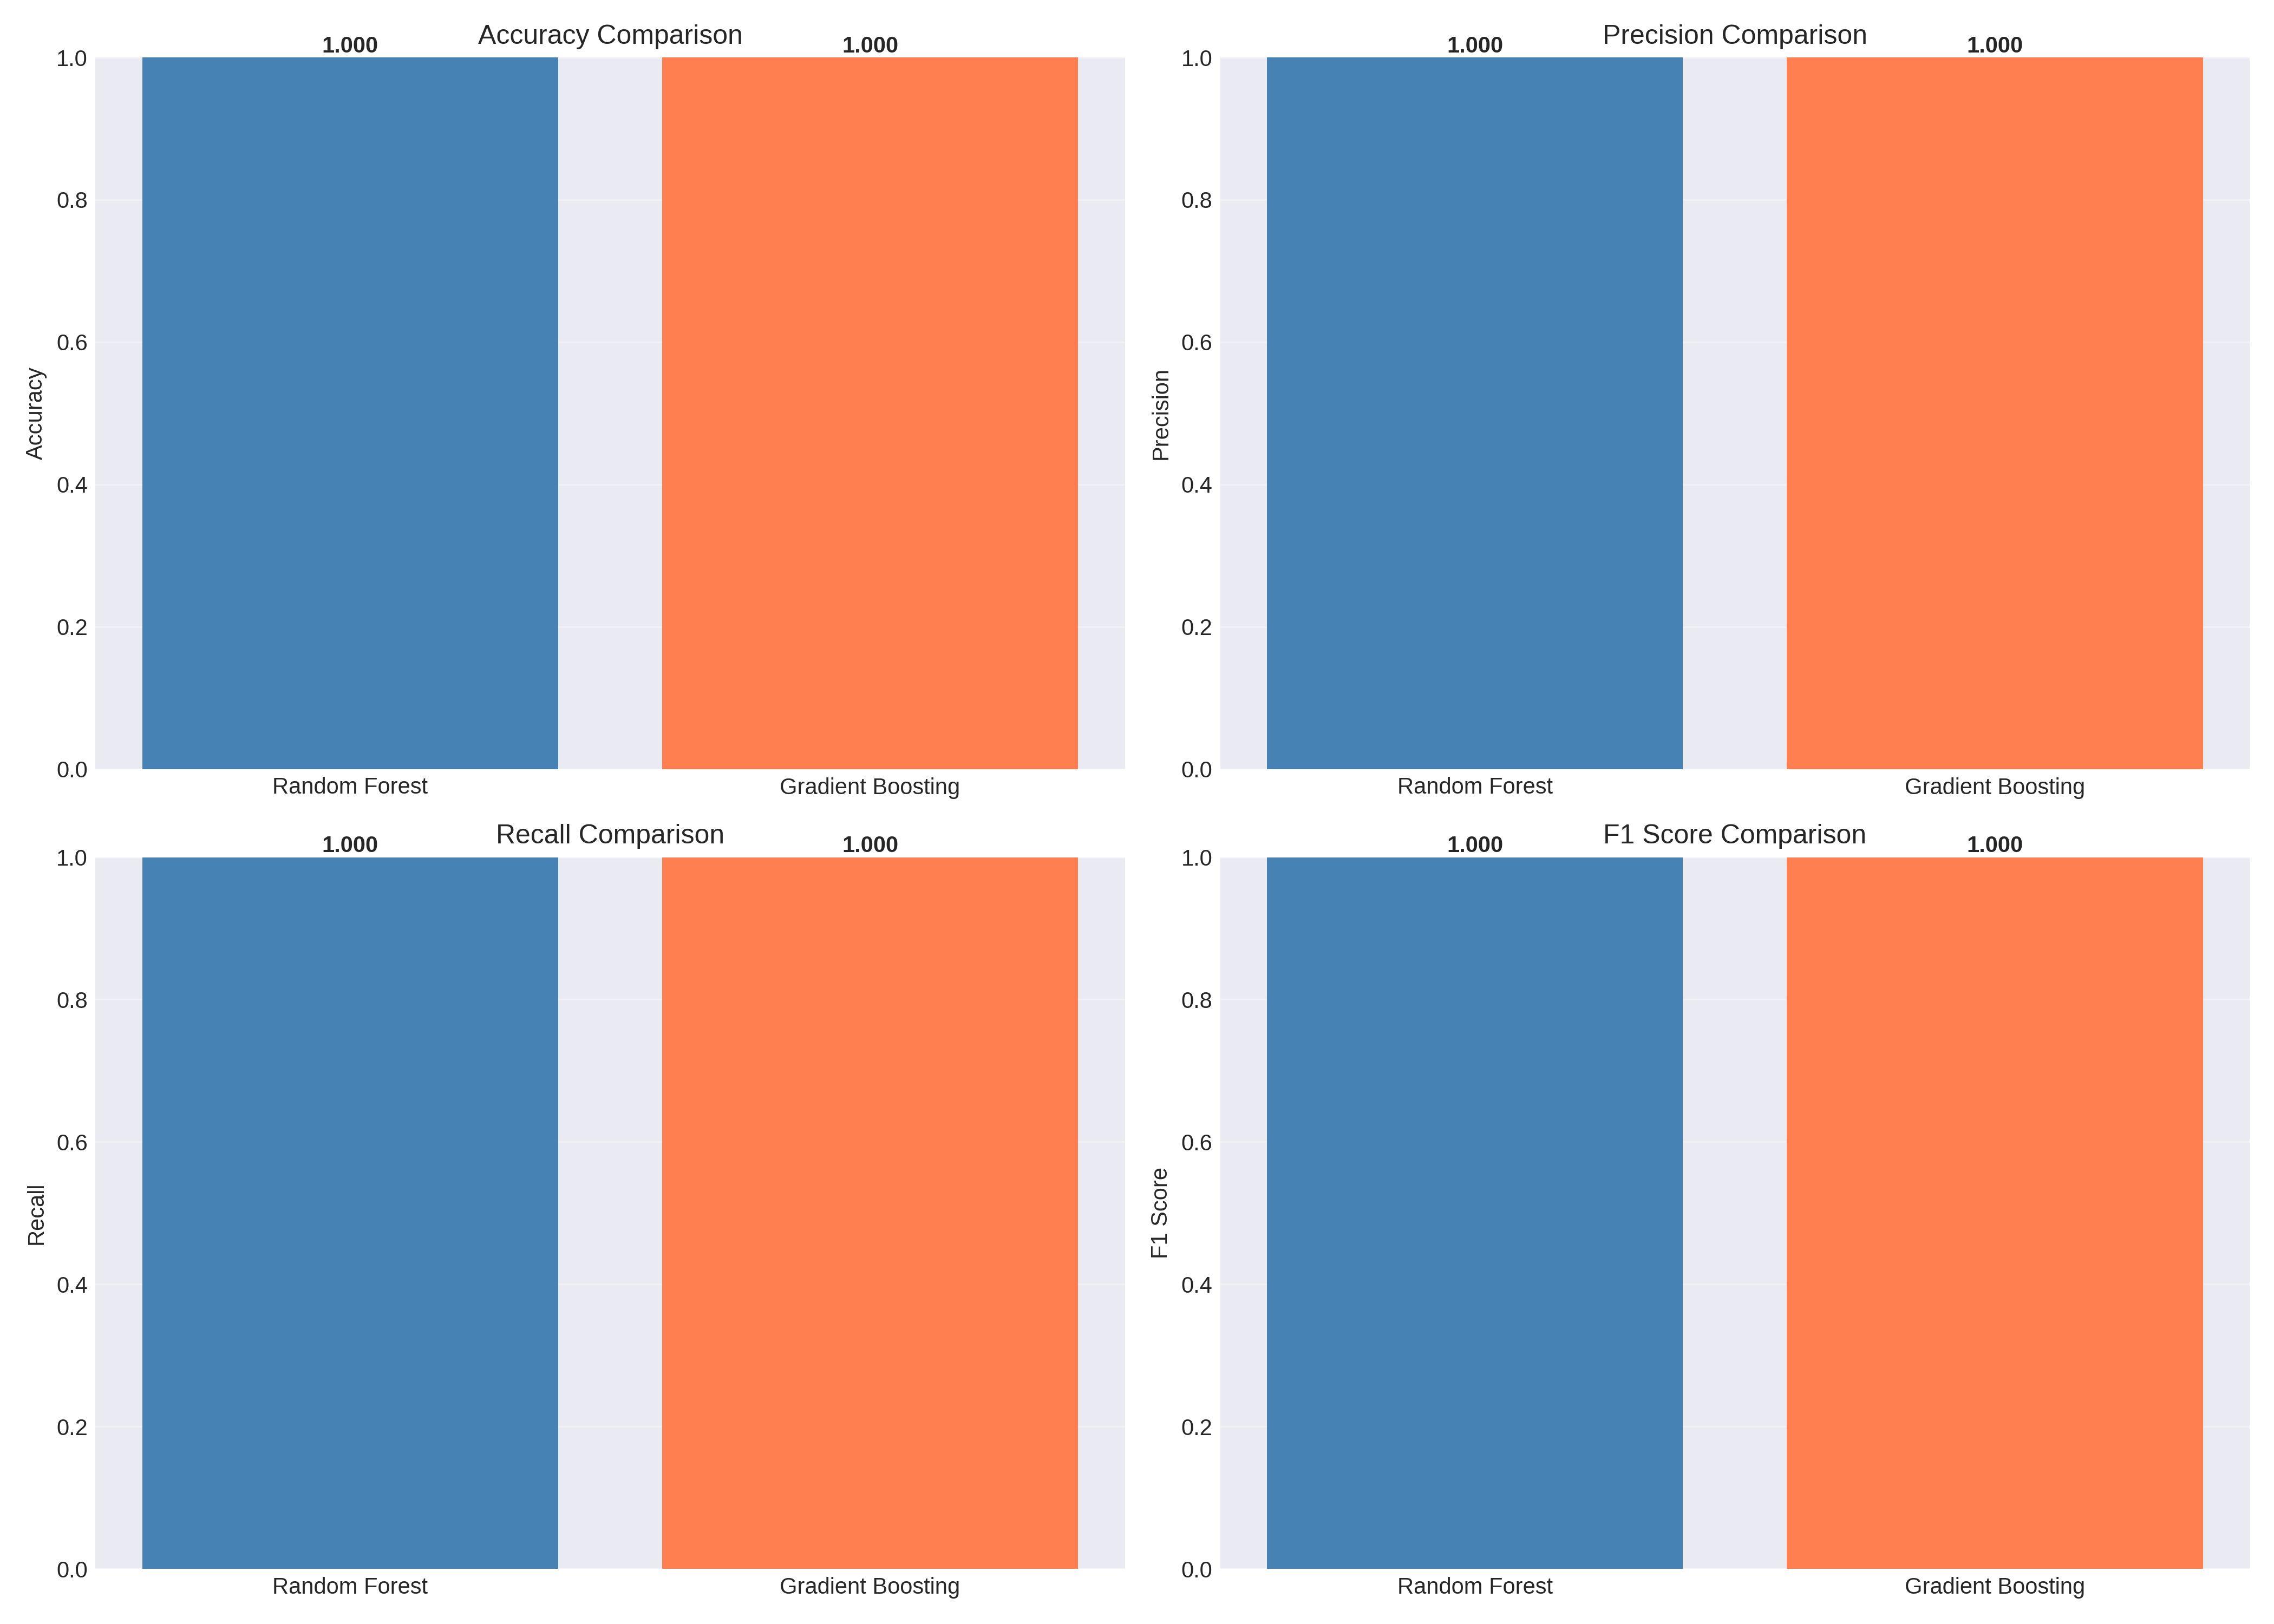 Accuracy Comparison
1.000
1.000
1.0
0.8
0.6
0.4
0.2
0.0
Accuracy
Random Forest
Gradient Boosting
Precision Comparison
1.000
1.000
1.0
0.8
0.6
0.4
0.2
0.0
Precision
Random Forest
Gradient Boosting
Recall Comparison
1.000
1.000
1.0
0.8
0.6
0.4
0.2
0.0
Recall
Random Forest
Gradient Boosting
F1 Score Comparison
1.000
1.000
1.0
0.8
0.6
0.4
0.2
0.0
F1 Score
Random Forest
Gradient Boosting